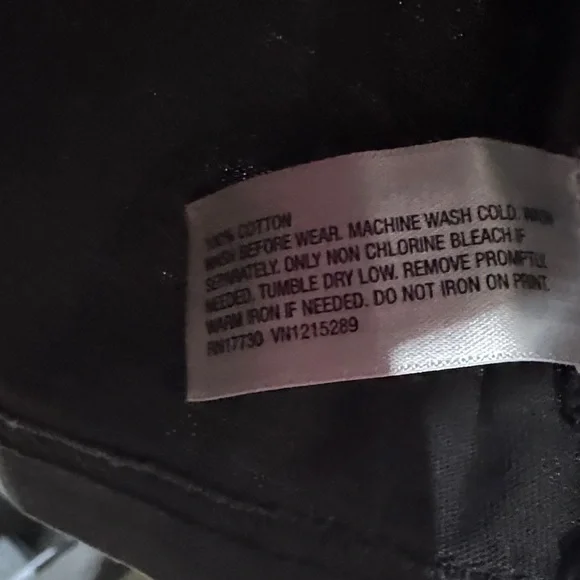 100% COTTON
WASH BEFORE WEAR. MACHINE WASH COLD. WASH
SEPARATELY. ONLY NON CHLORINE BLEACH IF
NEEDED. TUMBLE DRY LOW. REMOVE PROMPTLY.
WARM IRON IF NEEDED. DO NOT IRON ON PRINT.
RN17730 VN1215289